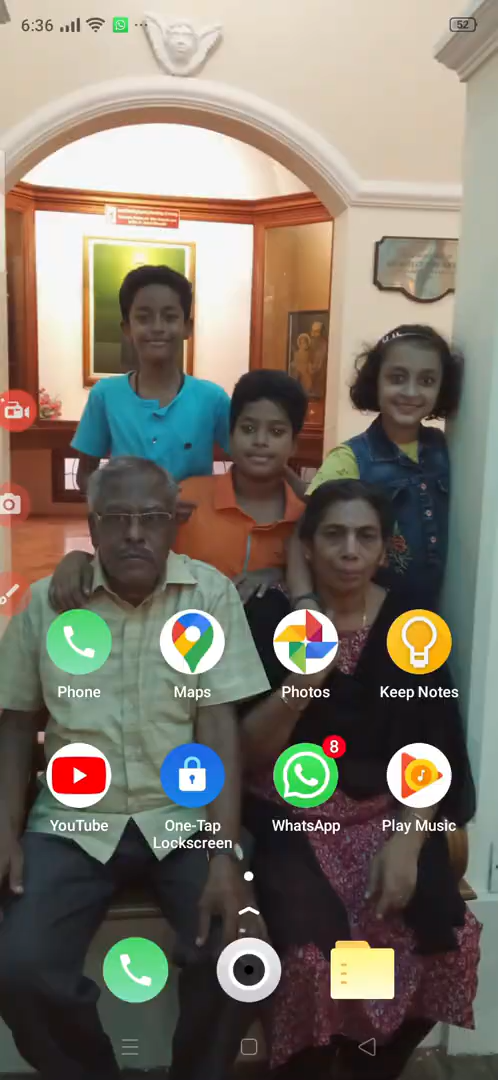 6:36
52
Phone
Maps
Photos
Keep Notes
8
YouTube
One-Tap
Lockscreen
WhatsApp
Play Music